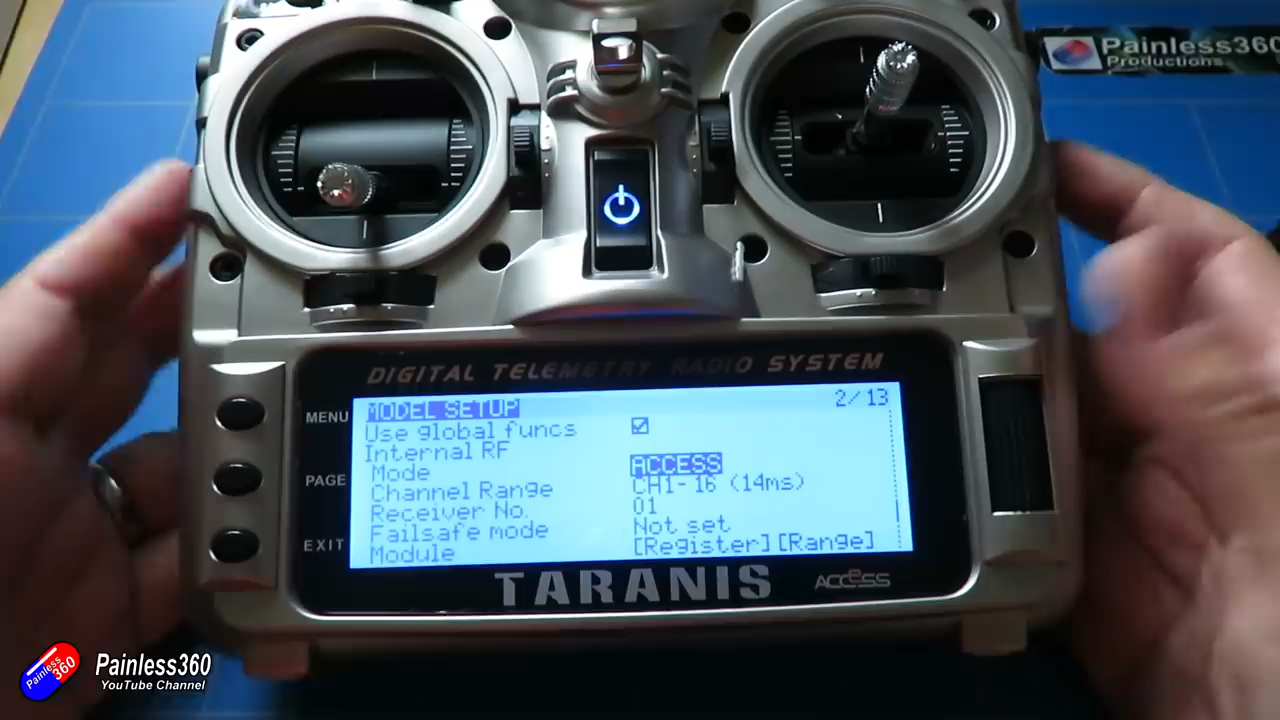 Painless360
Productions
DIGITAL TELEMETRY RADIO SYSTEM
MENU
PAGE
EXIT
MODEL SETUP 2/13
Use global funcs
Internal RF
Mode ACCESS
Channel Range CH1-16 (14ms)
Receiver No. 01
Failsafe mode Not set
Module [Register] [Range]
TARANIS
ACCESS
Painless
360
Painless360
YouTube Channel